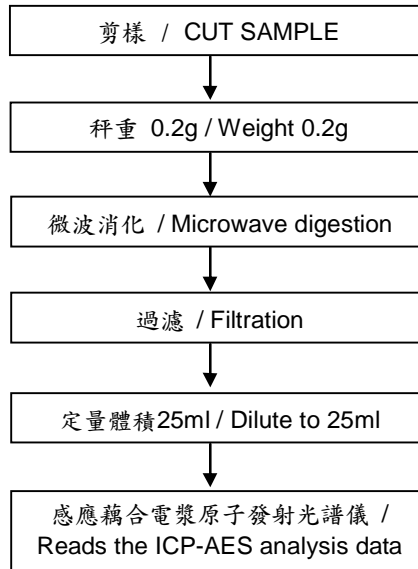 剪樣 / CUT SAMPLE
秤重 0.2g / Weight 0.2g
微波消化 / Microwave digestion
過濾 / Filtration
定量體積25ml / Dilute to 25ml
感應藕合電漿原子發射光譜儀 /
Reads the ICP-AES analysis data